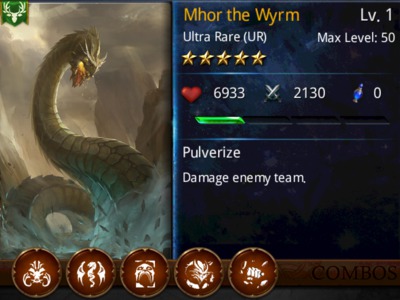 Mhor the Wyrm Lv. 1
Ultra Rare (UR) Max Level: 50
6933 2130 0
Pulverize
Damage enemy team.
COMBOS